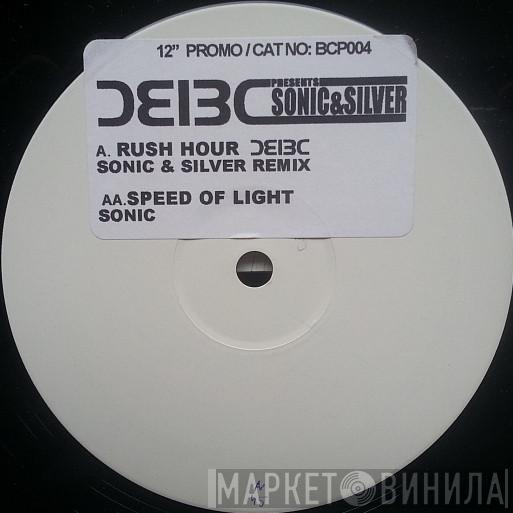 12" PROMO / CAT NO: BCP004
DEIBC PRESENTS
SONIC&SILVER
A. RUSH HOUR DEIBC
SONIC & SILVER REMIX
AA.SPEED OF LIGHT
SONIC
МАРКЕТ ВИНИЛА